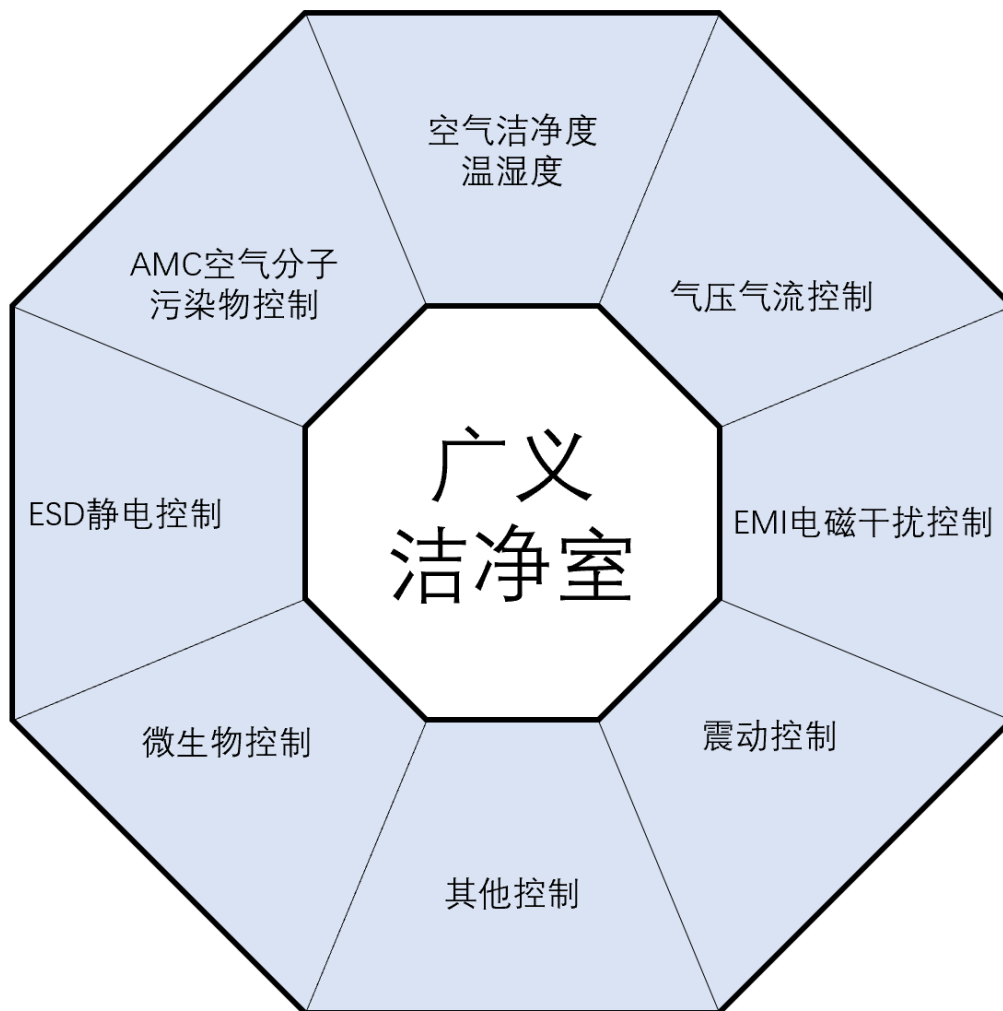 空气洁净度
温湿度
AMC空气分子
污染物控制
气压气流控制
广义
洁净室
ESD静电控制
EMI电磁干扰控制
微生物控制
震动控制
其他控制